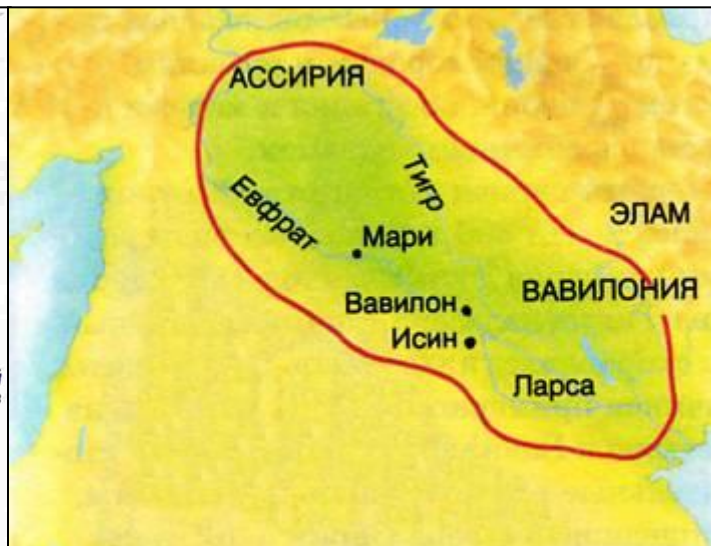 АССИРИЯ
Тигр
Евфрат
ЭЛАМ
Мари
ВАВИЛОНИЯ
Вавилон
Исин
Ларса